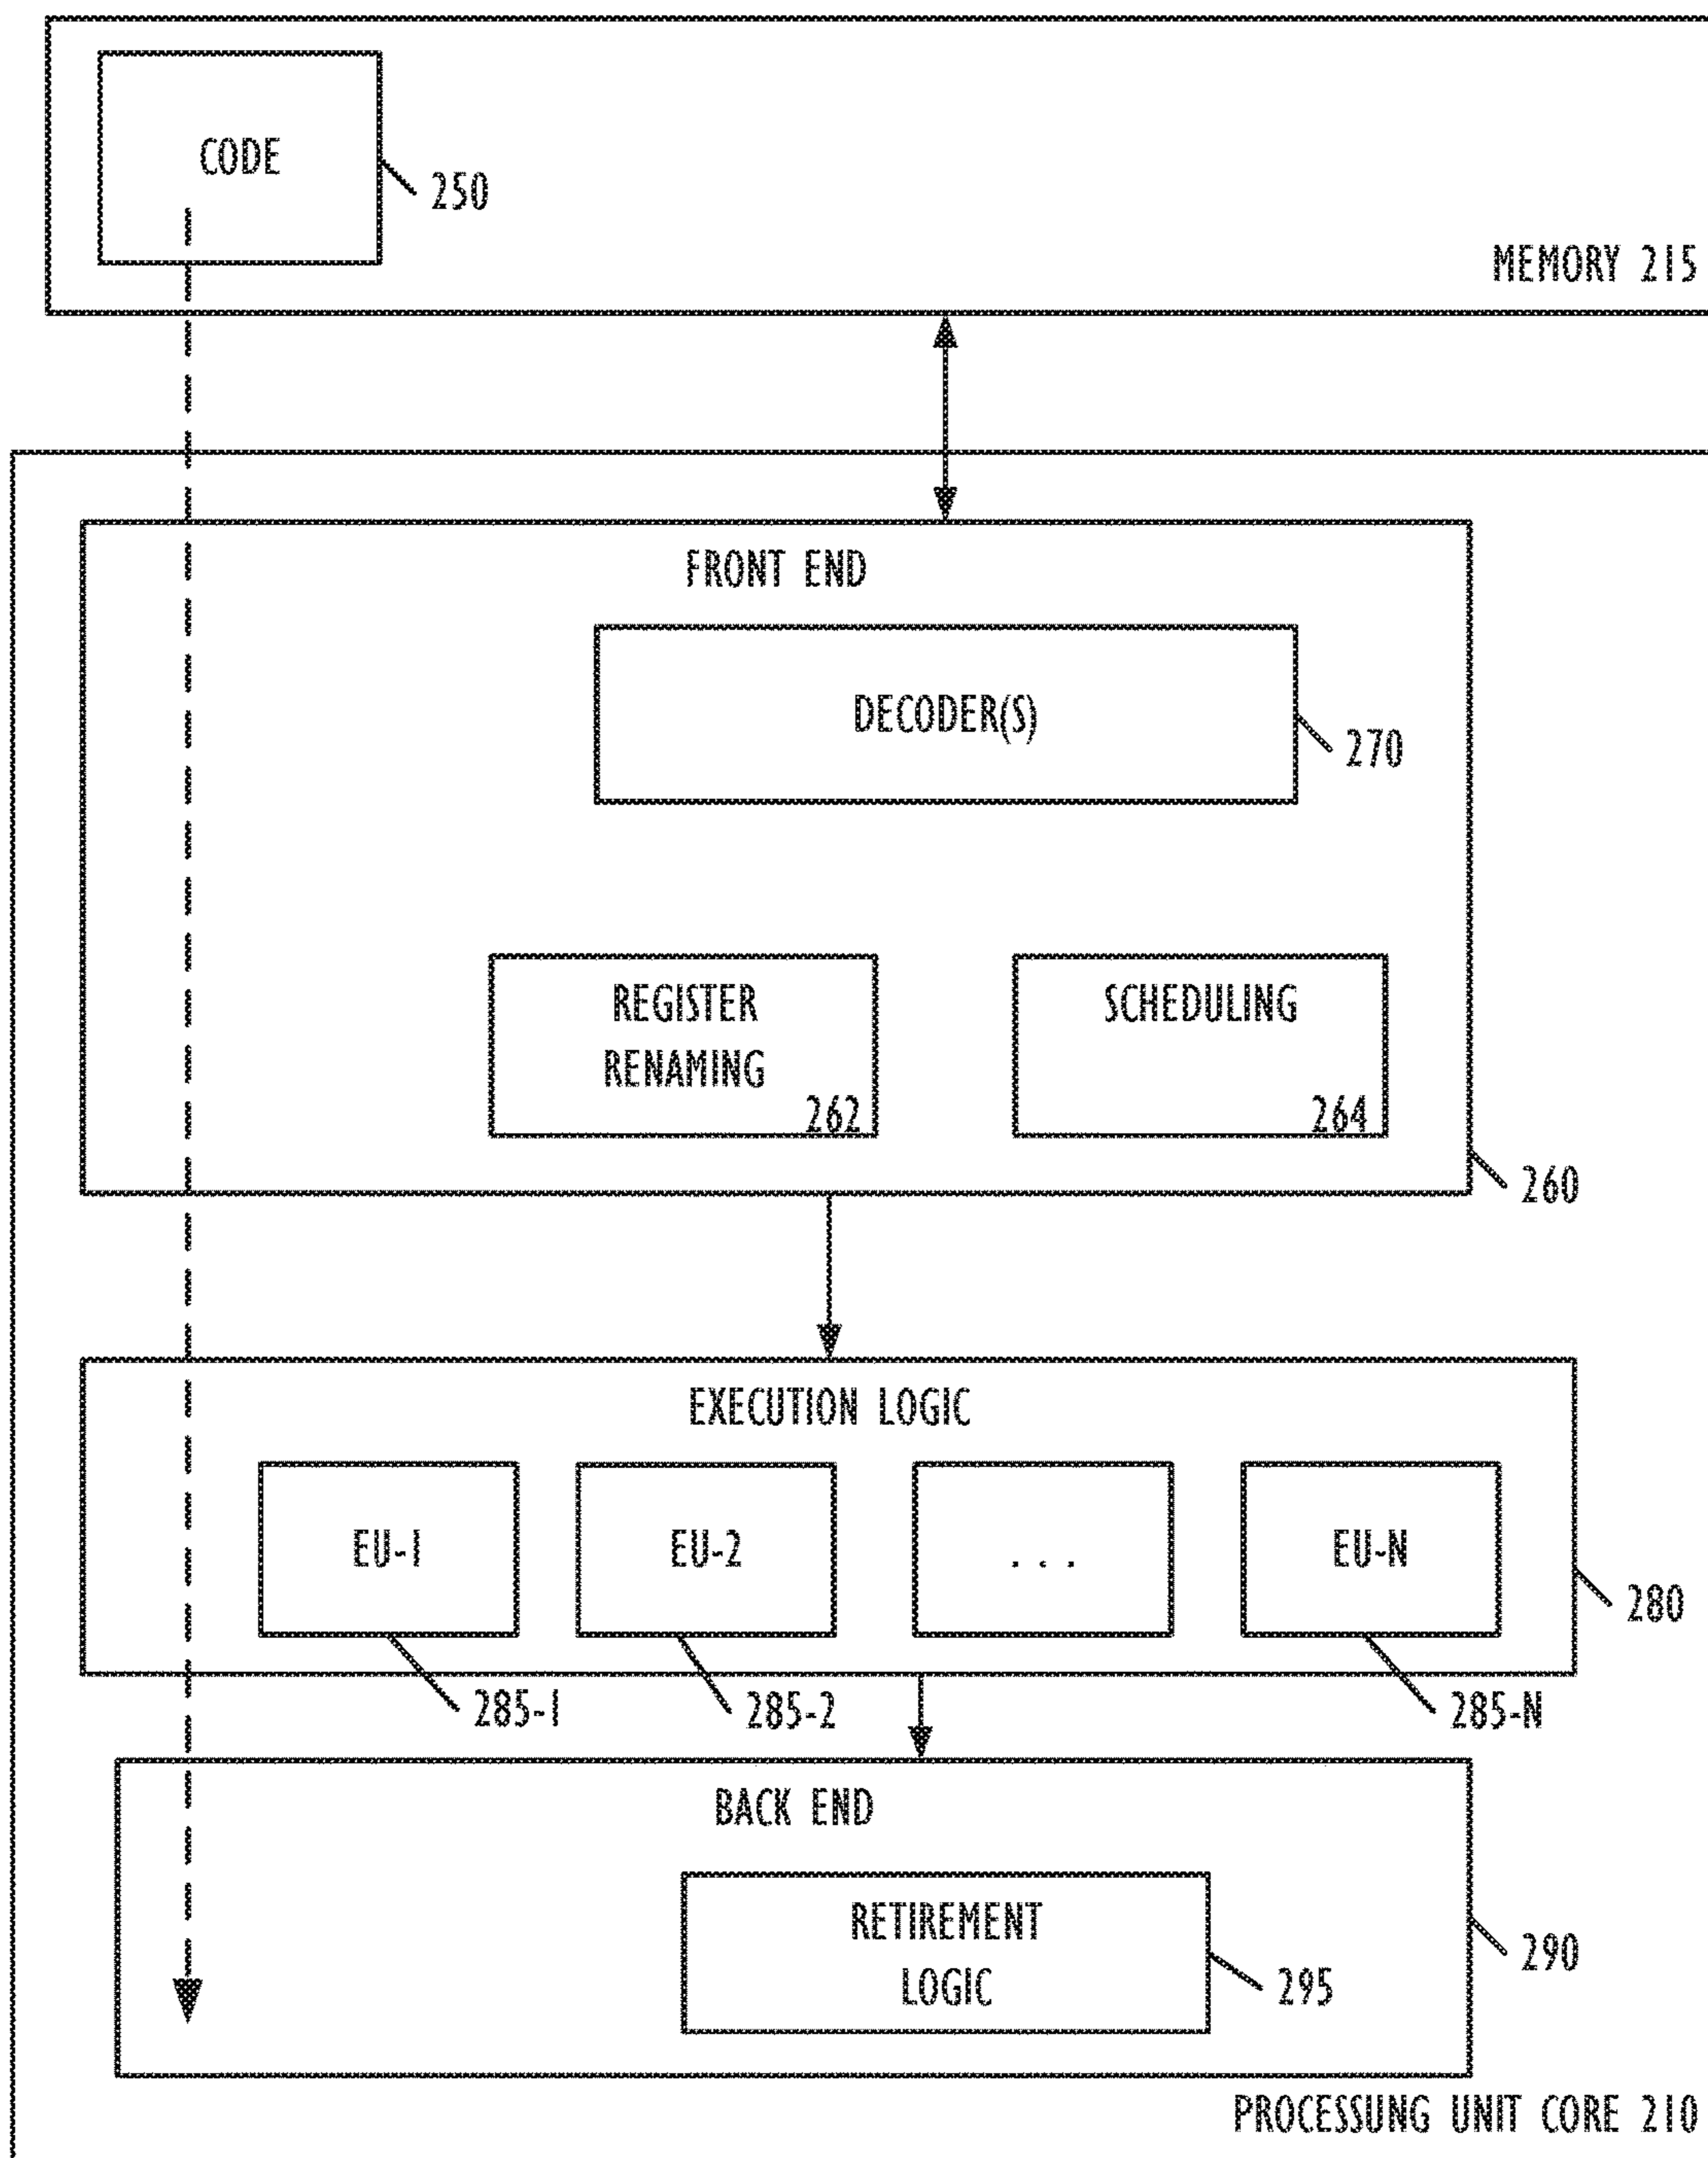 CODE
250
MEMORY 215
FRONT END
DECODER(S)
270
REGISTER
RENAMING
262
SCHEDULING
264
260
EXECUTION LOGIC
EU-1
EU-2
. . .
EU-N
280
285-1
285-2
285-N
BACK END
RETIREMENT
LOGIC
295
290
PROCESSUNG UNIT CORE 210